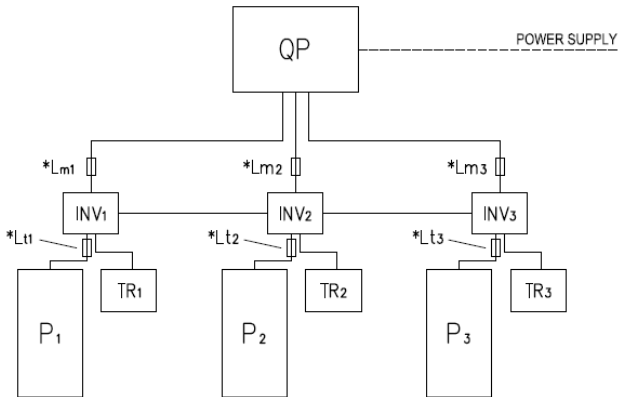 QP
POWER SUPPLY
*Lm1
*Lm2
*Lm3
INV1
INV2
INV3
*Lt1
*Lt2
*Lt3
TR1
TR2
TR3
P1
P2
P3